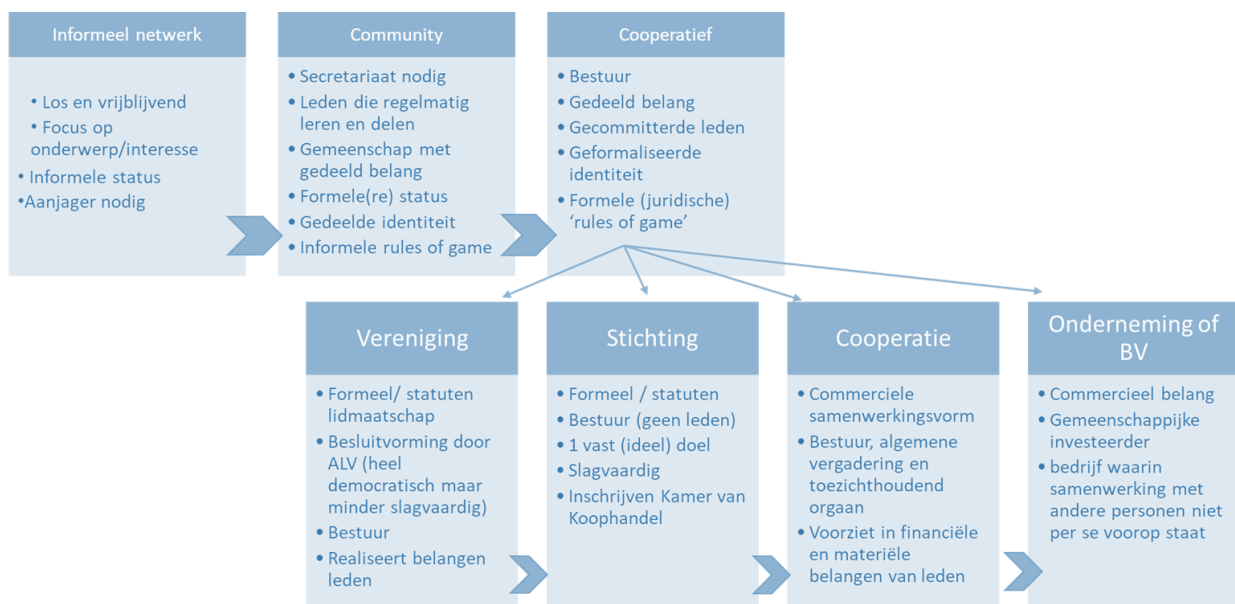 Informeel netwerk
• Los en vrijblijvend
• Focus op
onderwerp/interesse
• Informele status
•Aanjager nodig
Community
• Secretariaat nodig
• Leden die regelmatig
leren en delen
• Gemeenschap met
gedeeld belang
• Formele(re) status
• Gedeelde identiteit
• Informele rules of game
Cooperatief
• Bestuur
• Gedeeld belang
• Gecommitterde leden
• Geformaliseerde
identiteit
• Formele (juridische)
‘rules of game’
Vereniging
• Formeel/ statuten
lidmaatschap
• Besluitvorming door
ALV (heel
democratisch maar
minder slagvaardig)
• Bestuur
• Realiseert belangen
leden
Stichting
• Formeel / statuten
• Bestuur (geen leden)
• 1 vast (ideel) doel
• Slagvaardig
• Inschrijven Kamer van
Koophandel
Cooperatie
• Commerciele
samenwerkingsvorm
• Bestuur, algemene
vergadering en
toezichthoudend
orgaan
• Voorziet in financiële
en materiële
belangen van leden
Onderneming of
BV
• Commercieel belang
• Gemeenschappijke
investeerder
• bedrijf waarin
samenwerking met
andere personen niet
per se voorop staat